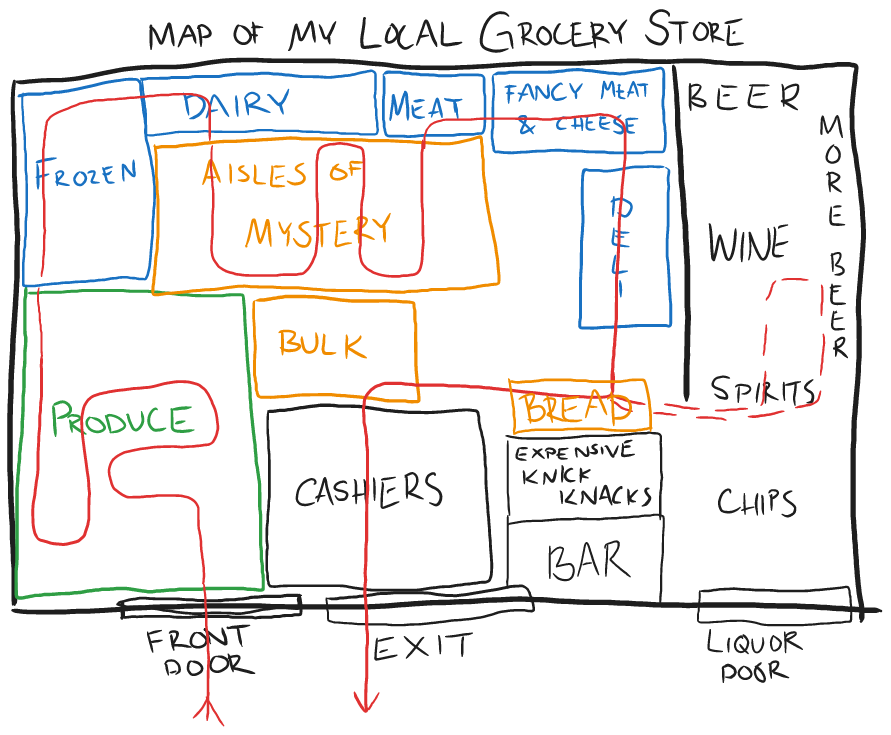 MAP OF MY LOCAL GROCERY STORE
DAIRY
MEAT
FANCY MEAT
& CHEESE
BEER
MORE BEER
FROZEN
AISLES OF
MYSTERY
DELI
WINE
BULK
PRODUCE
BREAD
SPIRITS
EXPENSIVE
KNICK
KNACKS
CASHIERS
CHIPS
BAR
FRONT
DOOR
EXIT
LIQUOR
DOOR